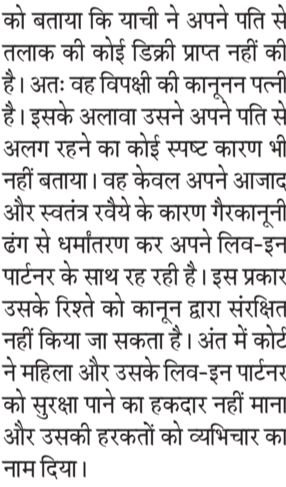 को बताया कि याची ने अपने पति से
तलाक की कोई डिक्री प्राप्त नहीं की
है। अतः वह विपक्षी की कानूनन पत्नी
है। इसके अलावा उसने अपने पति से
अलग रहने का कोई स्पष्ट कारण भी
नहीं बताया। वह केवल अपने आजाद
और स्वतंत्र रवैये के कारण गैरकानूनी
ढंग से धर्मांतरण कर अपने लिव-इन
पार्टनर के साथ रह रही है। इस प्रकार
उसके रिश्ते को कानून द्वारा संरक्षित
नहीं किया जा सकता है। अंत में कोर्ट
ने महिला और उसके लिव-इन पार्टनर
को सुरक्षा पाने का हकदार नहीं माना
और उसकी हरकतों को व्यभिचार का
नाम दिया।